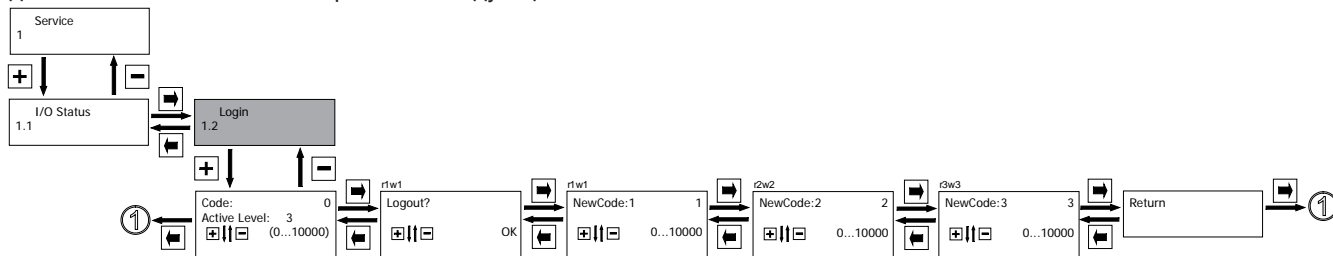 Service
1
I/O Status
1.1
Login
1.2
Code: 0
Active Level: 3
(0...10000)
r1w1
Logout?
OK
r1w1
NewCode:1 1
0...10000
r2w2
NewCode:2 2
0...10000
r3w3
NewCode:3 3
0...10000
Return
1
1